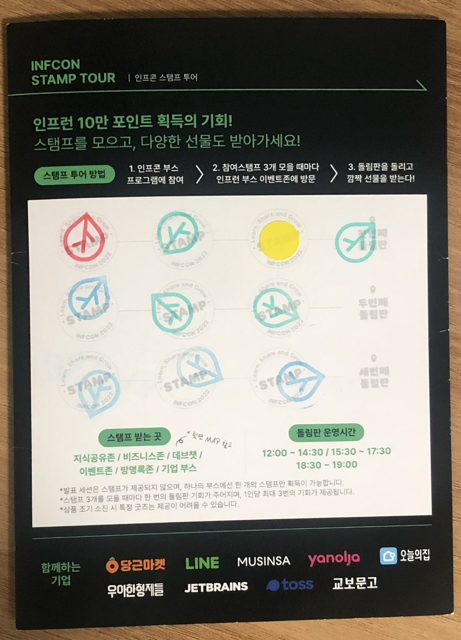 INFCON
STAMP TOUR | 인프콘 스탬프 투어
인프런 10만 포인트 획득의 기회!
스탬프를 모으고, 다양한 선물도 받아가세요!
스탬프 투어 방법
1. 인프콘 부스
프로그램에 참여
2. 참여스탬프 3개 모을 때마다
인프런 부스 이벤트존에 방문
3. 돌림판을 돌리고
깜짝 선물을 받는다!
Learn, Share and Grow
STAMP
INFCON 2022
첫번째
돌림판
두번째
돌림판
세번째
돌림판
스탬프 받는 곳
지식공유존 / 비즈니스존 / 데브챗 /
이벤트존 / 방명록존 / 기업 부스
돌림판 운영시간
12:00 ~ 14:30 / 15:30 ~ 17:30
18:30 ~ 19:00
*발표 세션은 스탬프가 제공되지 않으며, 하나의 부스에선 한 개의 스탬프만 획득이 가능합니다.
*스탬프 3개를 모을 때마다 한 번의 돌림판 기회가 주어지며, 1인당 최대 3번의 기회가 제공됩니다.
*상품 조기 소진 시 특정 굿즈는 제공이 어려울 수 있습니다.
함께하는
기업
당근마켓 LINE MUSINSA yanolja 오늘의집
우아한형제들 JETBRAINS toss 교보문고